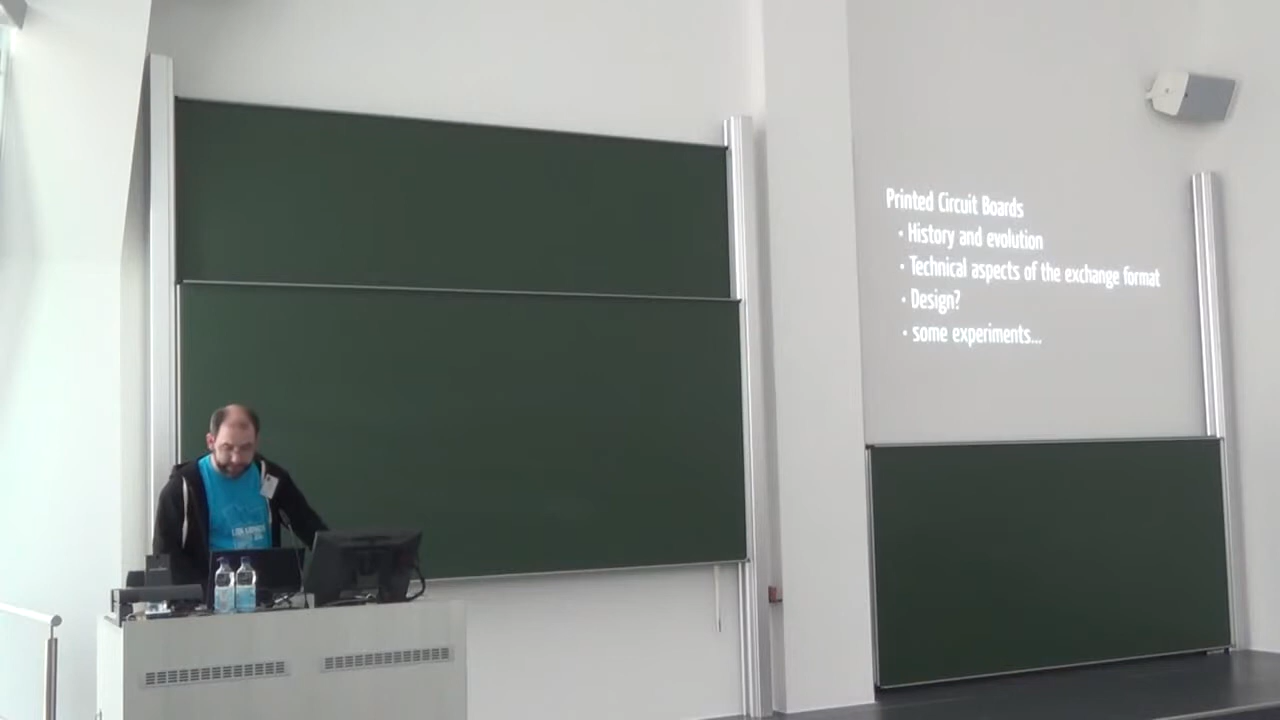 Printed Circuit Boards
• History and evolution
• Technical aspects of the exchange format
• Design?
• some experiments...